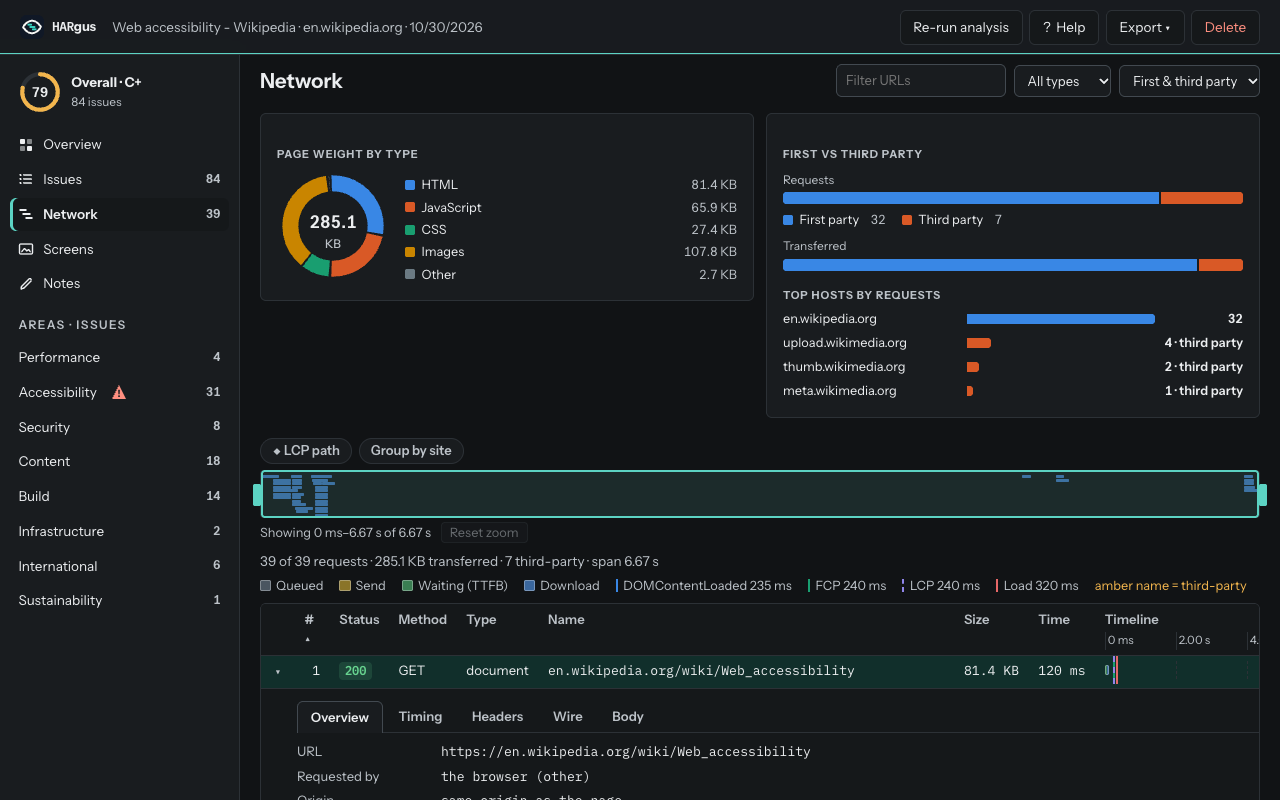 HARgus Web accessibility - Wikipedia · en.wikipedia.org · 10/30/2026 Re-run analysis ? Help Export ▾ Delete
79 Overall · C+
84 issues
Overview
Issues 84
Network 39
Screens
Notes
AREAS · ISSUES
Performance 4
Accessibility 31
Security 8
Content 18
Build 14
Infrastructure 2
International 6
Sustainability 1
Network Filter URLs All types First & third party
PAGE WEIGHT BY TYPE
285.1
KB
HTML 81.4 KB
JavaScript 65.9 KB
CSS 27.4 KB
Images 107.8 KB
Other 2.7 KB
FIRST VS THIRD PARTY
Requests
First party 32 Third party 7
Transferred
TOP HOSTS BY REQUESTS
en.wikipedia.org 32
upload.wikimedia.org 4 · third party
thumb.wikimedia.org 2 · third party
meta.wikimedia.org 1 · third party
◆ LCP path Group by site
Showing 0 ms–6.67 s of 6.67 s Reset zoom
39 of 39 requests · 285.1 KB transferred · 7 third-party · span 6.67 s
Queued Send Waiting (TTFB) Download DOMContentLoaded 235 ms FCP 240 ms LCP 240 ms Load 320 ms amber name = third-party
# ▴ Status Method Type Name Size Time Timeline
0 ms 2.00 s 4.
▾ 1 200 GET document en.wikipedia.org/wiki/Web_accessibility 81.4 KB 120 ms
Overview Timing Headers Wire Body
URL https://en.wikipedia.org/wiki/Web_accessibility
Requested by the browser (other)
Origin same origin as the page